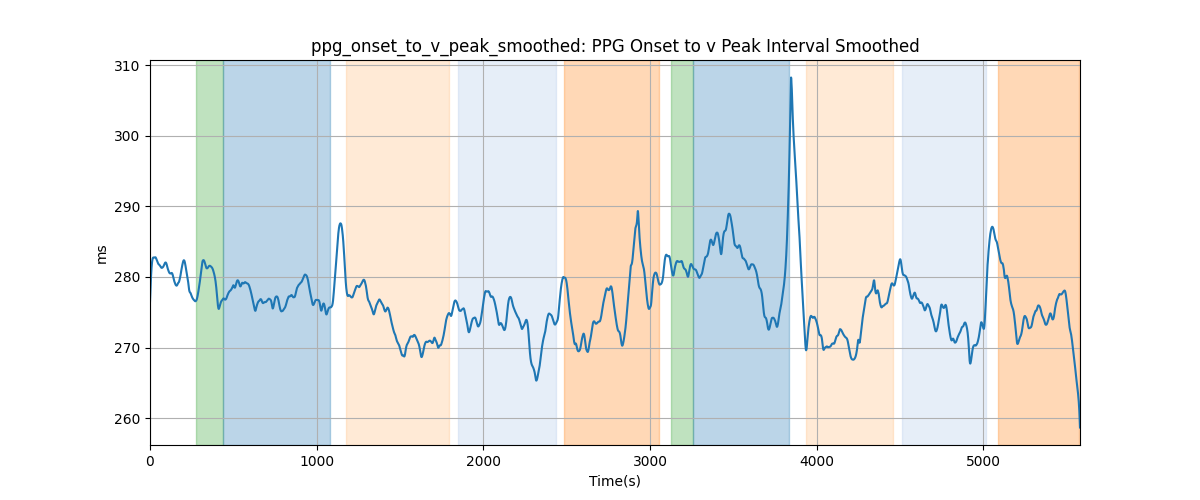 ppg_onset_to_v_peak_smoothed: PPG Onset to v Peak Interval Smoothed
310
300
290
280
270
260
ms
0 1000 2000 3000 4000 5000
Time(s)